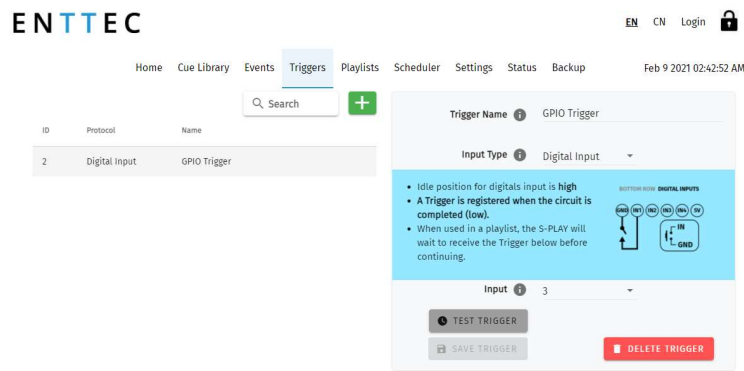 ENTTEC
EN CN Login
Home Cue Library Events Triggers Playlists Scheduler Settings Status Backup Feb 9 2021 02:42:52 AM
Search
ID Protocol Name
2 Digital Input GPIO Trigger
Trigger Name GPIO Trigger
Input Type Digital Input
• Idle position for digitals input is high
• A Trigger is registered when the circuit is
completed (low).
• When used in a playlist, the S-PLAY will
wait to receive the Trigger below before
continuing.
BOTTOM ROW DIGITAL INPUTS
GND IN1 IN2 IN3 IN4 5V
IN
GND
Input 3
TEST TRIGGER
SAVE TRIGGER
DELETE TRIGGER